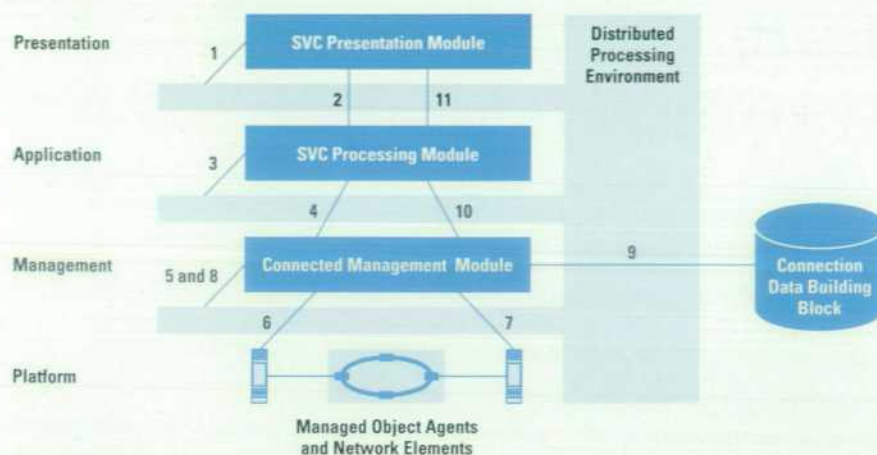 Presentation
1
SVC Presentation Module
Distributed
Processing
Environment
2
11
Application
3
SVC Processing Module
4
10
Management
5 and 8
Connected Management Module
9
Connection
Data Building
Block
6
7
Platform
Managed Object Agents
and Network Elements